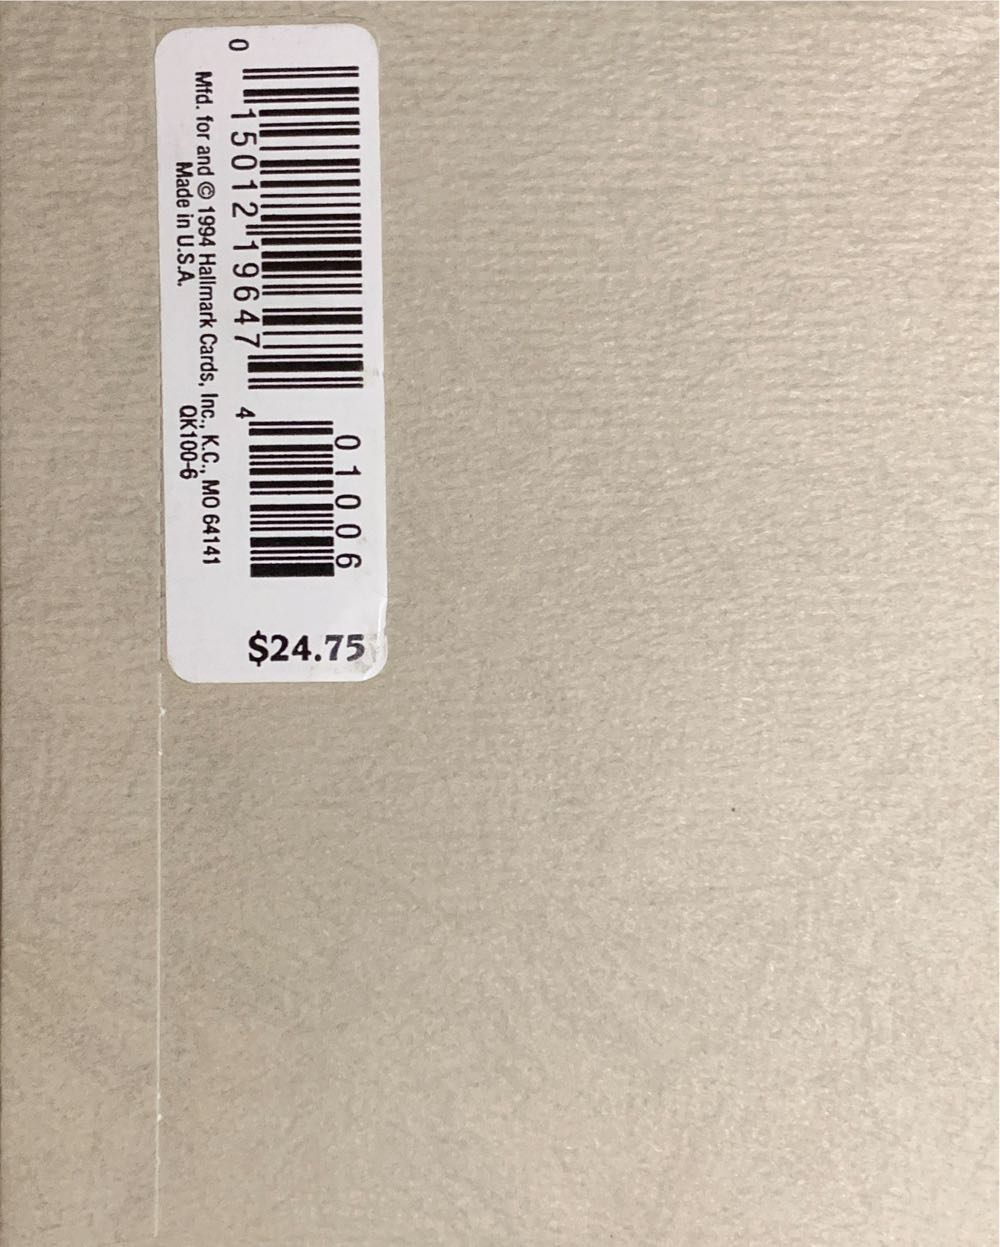 01006
0 15012 19647 4
Mfd. for and © 1994 Hallmark Cards, Inc., K.C., MO 64141
Made in U.S.A. QK100-6
$24.75